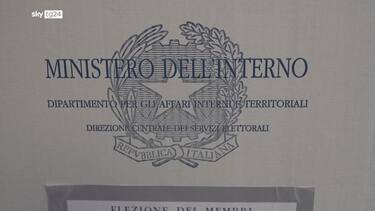 sky tg24
MINISTERO DELL'INTERNO
DIPARTIMENTO PER GLI AFFARI INTERNI E TERRITORIALI
DIREZIONE CENTRALE DEI SERVIZI ELETTORALI
REPVBBLICA ITALIANA
ELEZIONE DEI MEMBRI